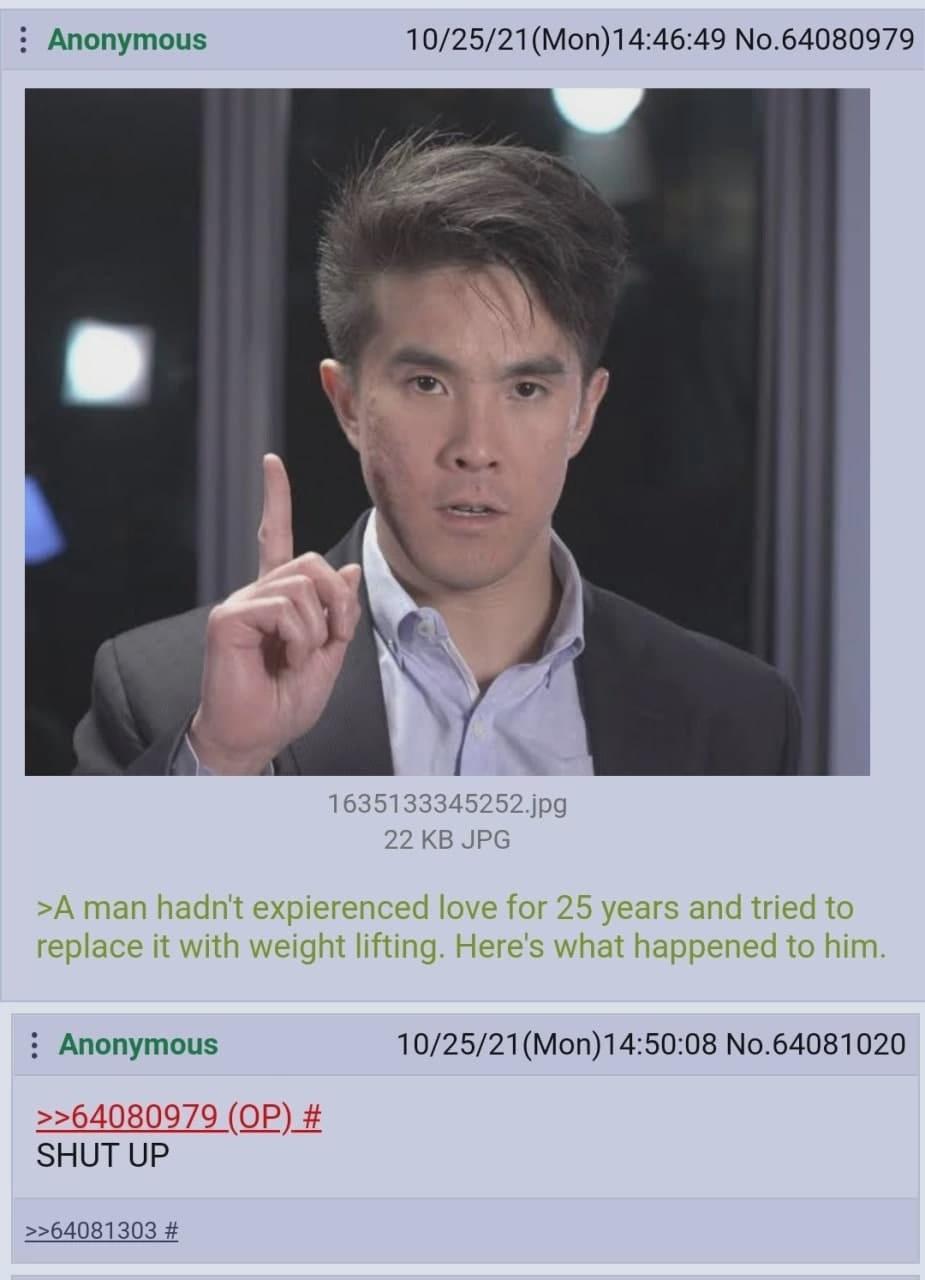 Anonymous 10/25/21(Mon)14:46:49 No.64080979
1635133345252.jpg
22 KB JPG
>A man hadn't expierenced love for 25 years and tried to
replace it with weight lifting. Here's what happened to him.
Anonymous 10/25/21(Mon)14:50:08 No.64081020
>>64080979 (OP) #
SHUT UP
>>64081303 #